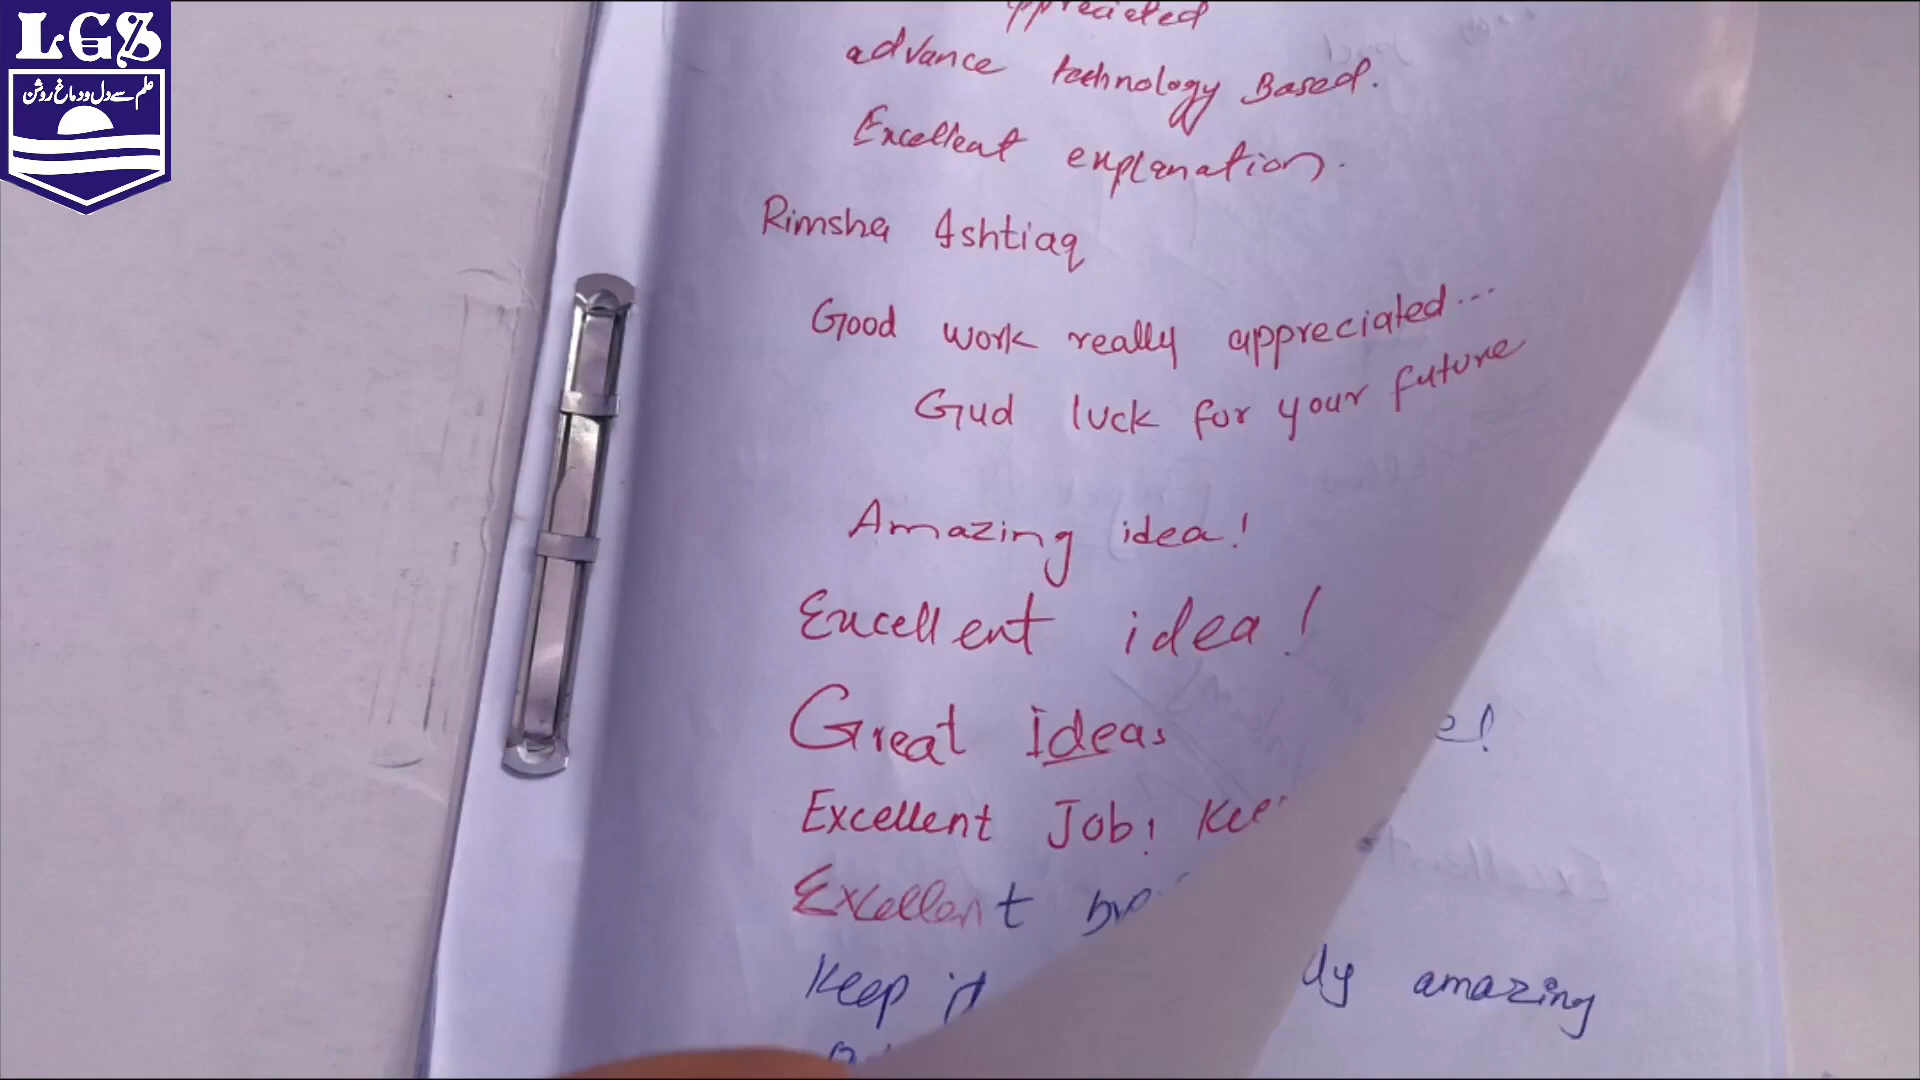 LGS
علم سے دل و دماغ روشن
advance technology Based.
Excellent explanation.
Rimsha Ishtiaq
Good work really appreciated...
Gud luck for your future
Amazing idea!
Excellent idea!
Great Ideas
Excellent Job!
Excellent
Keep it
amazing